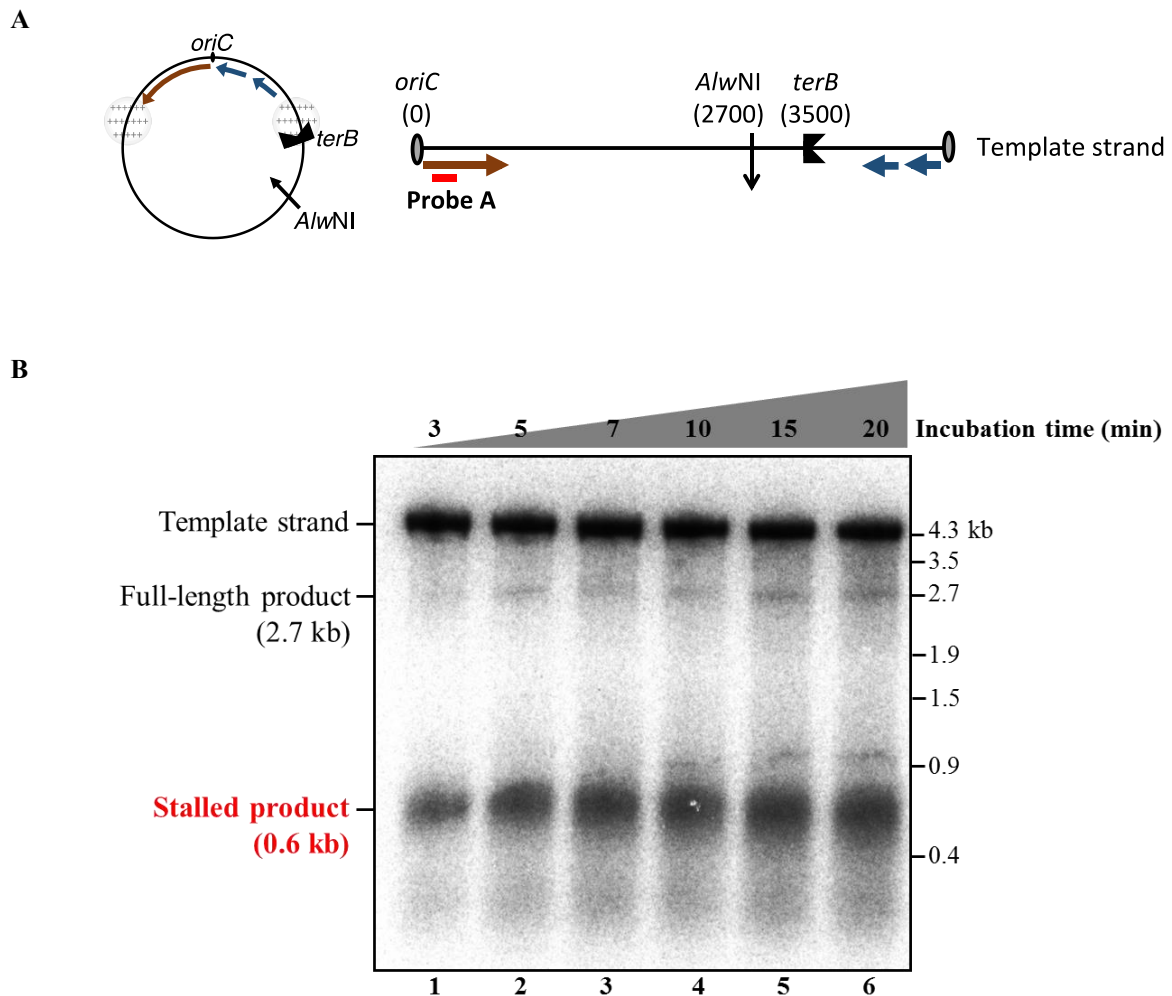 A
oriC
terB
AlwNI
oriC
(0)
AlwNI
(2700)
terB
(3500)
Template strand
Probe A
B
3 5 7 10 15 20 Incubation time (min)
Template strand
4.3 kb
3.5
Full-length product
(2.7 kb)
2.7
1.9
1.5
0.9
Stalled product
(0.6 kb)
0.4
1 2 3 4 5 6